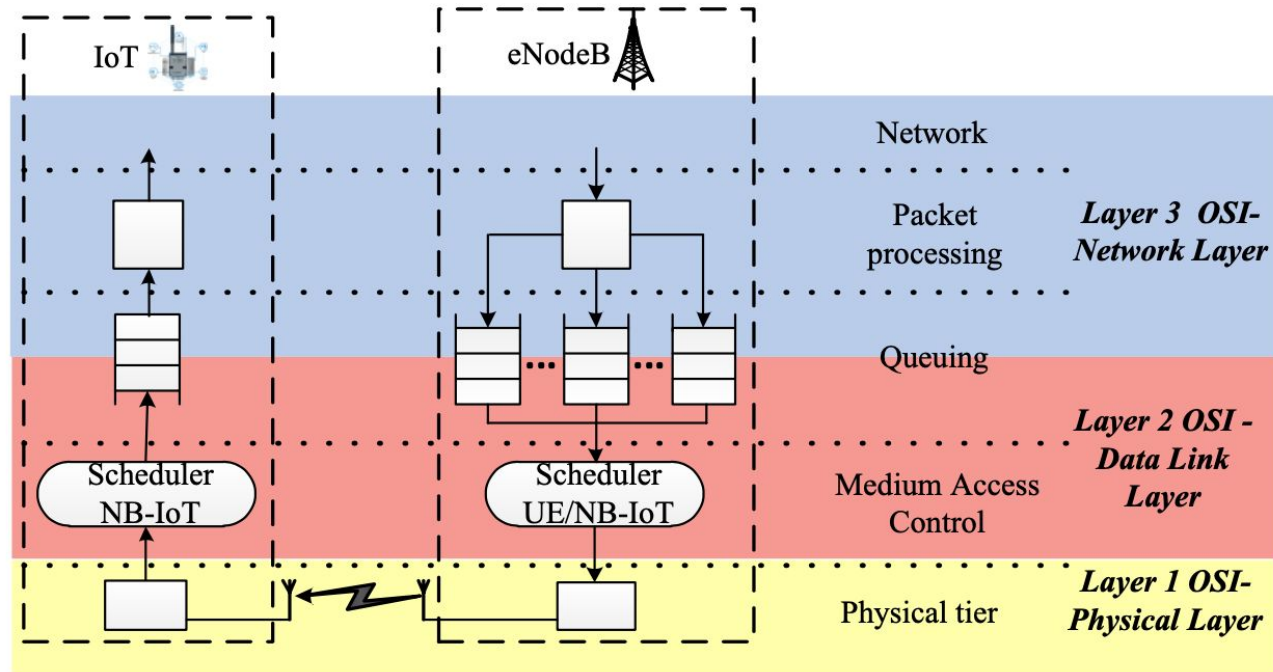 IoT
eNodeB
Network
Packet
processing
Layer 3 OSI-
Network Layer
Queuing
Layer 2 OSI -
Data Link
Layer
Scheduler
NB-IoT
Scheduler
UE/NB-IoT
Medium Access
Control
Physical tier
Layer 1 OSI-
Physical Layer